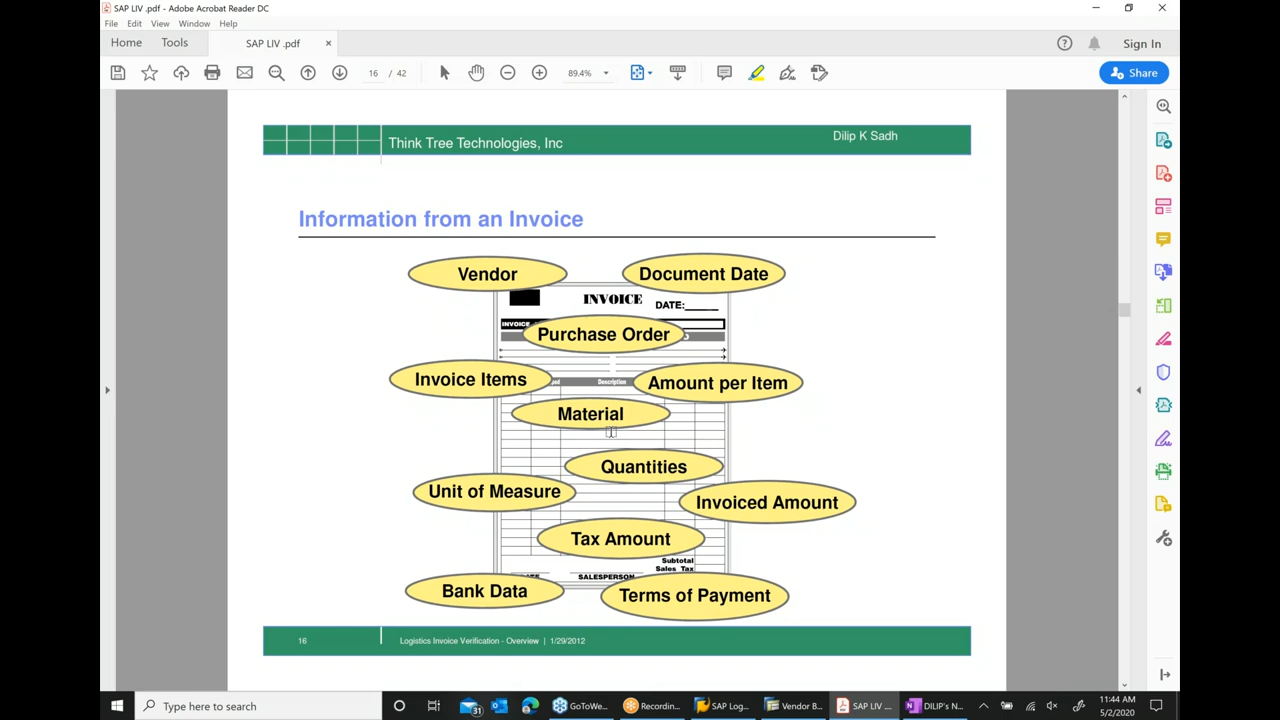 SAP LIV .pdf - Adobe Acrobat Reader DC
File Edit View Window Help
Home Tools SAP LIV .pdf × Sign In
16 / 42 89.4% Share
Think Tree Technologies, Inc Dilip K Sadh
Information from an Invoice
Vendor Document Date
INVOICE DATE:
INVOICE
Purchase Order
Invoice Items Description Amount per Item
Material
Quantities
Unit of Measure Invoiced Amount
Tax Amount
Subtotal
Sales Tax
SALESPERSON
Bank Data Terms of Payment
16 Logistics Invoice Verification - Overview | 1/29/2012
Type here to search 31 GoToWe... Recordin... SAP Log... Vendor B... SAP LIV ... DILIP's N...
11:44 AM
5/2/2020